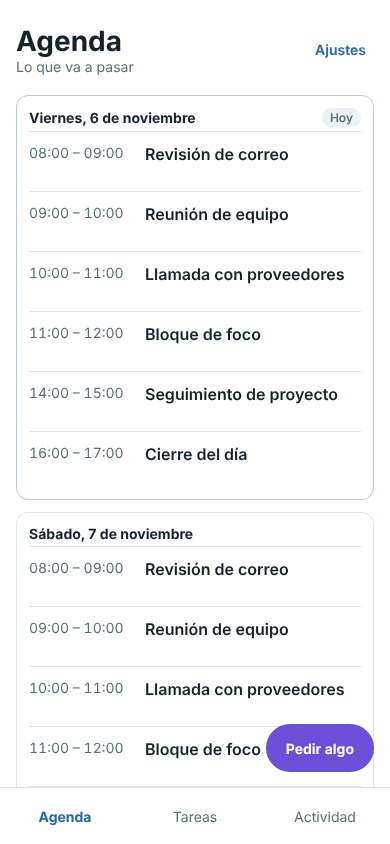 Agenda
Lo que va a pasar
Ajustes
Viernes, 6 de noviembre Hoy
08:00 – 09:00 Revisión de correo
09:00 – 10:00 Reunión de equipo
10:00 – 11:00 Llamada con proveedores
11:00 – 12:00 Bloque de foco
14:00 – 15:00 Seguimiento de proyecto
16:00 – 17:00 Cierre del día
Sábado, 7 de noviembre
08:00 – 09:00 Revisión de correo
09:00 – 10:00 Reunión de equipo
10:00 – 11:00 Llamada con proveedores
11:00 – 12:00 Bloque de foco
Pedir algo
Agenda Tareas Actividad